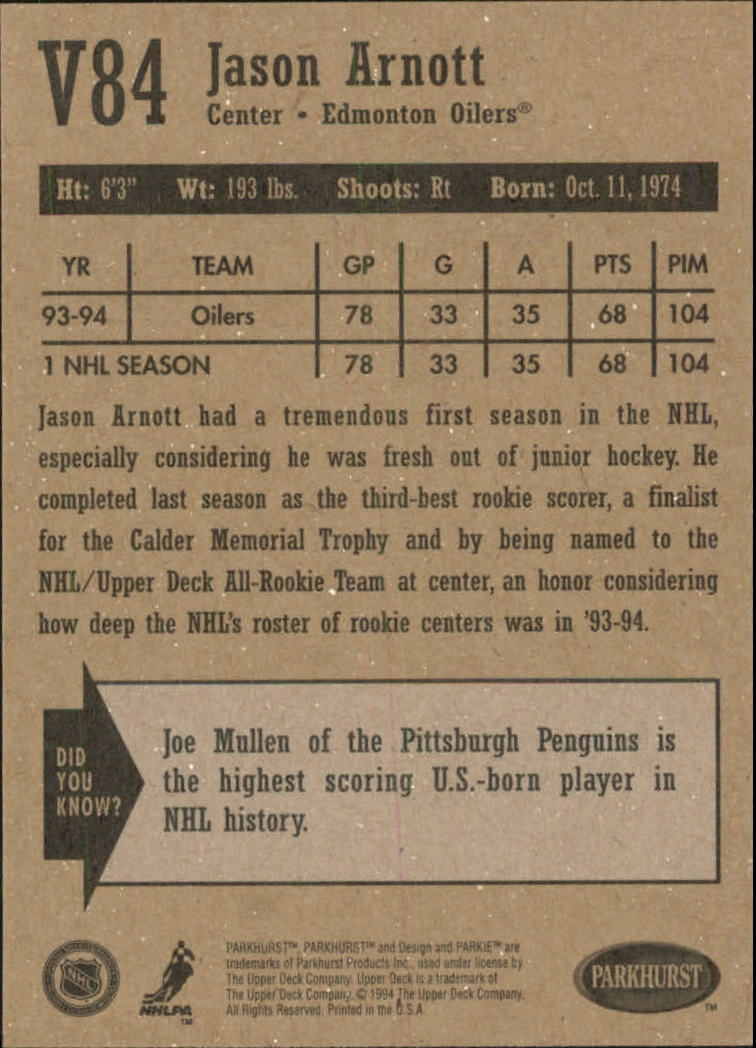 V84
Jason Arnott
Center • Edmonton Oilers®
Ht: 6'3" Wt: 193 lbs. Shoots: Rt Born: Oct. 11, 1974
YR TEAM GP G A PTS PIM
93-94 Oilers 78 33 35 68 104
1 NHL SEASON 78 33 35 68 104
Jason Arnott had a tremendous first season in the NHL,
especially considering he was fresh out of junior hockey. He
completed last season as the third-best rookie scorer, a finalist
for the Calder Memorial Trophy and by being named to the
NHL/Upper Deck All-Rookie Team at center, an honor considering
how deep the NHL's roster of rookie centers was in '93-94.
DID
YOU
KNOW?
Joe Mullen of the Pittsburgh Penguins is
the highest scoring U.S.-born player in
NHL history.
NHL
NHLPA
TM
PARKHURST™, PARKHURST™ and Design and PARKIE™ are
trademarks of Parkhurst Products Inc., used under license by
The Upper Deck Company. Upper Deck is a trademark of
The Upper Deck Company. © 1994 The Upper Deck Company.
All Rights Reserved. Printed in the U.S.A.
PARKHURST
TM